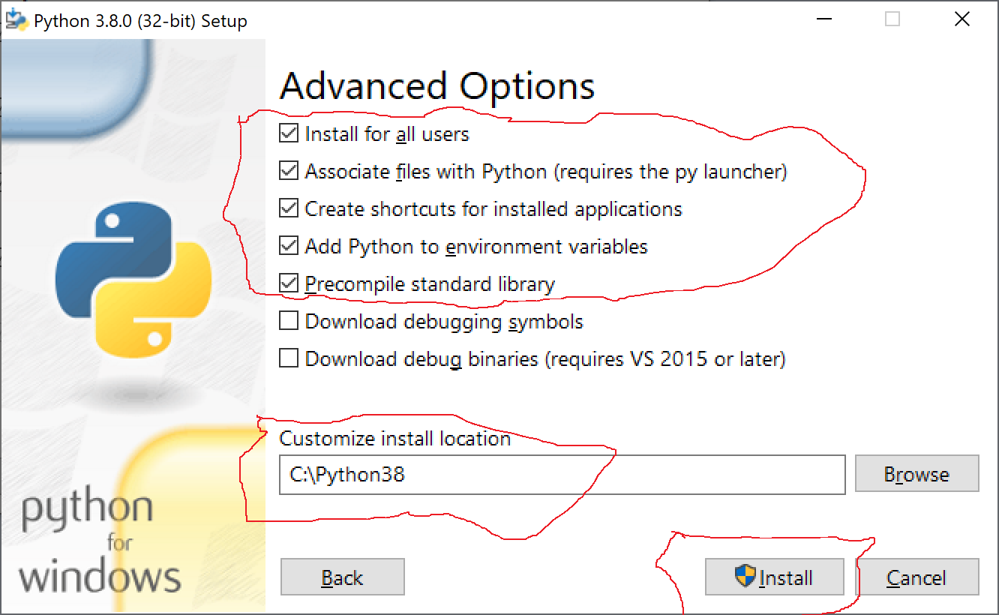 Python 3.8.0 (32-bit) Setup
Advanced Options
Install for all users
Associate files with Python (requires the py launcher)
Create shortcuts for installed applications
Add Python to environment variables
Precompile standard library
Download debugging symbols
Download debug binaries (requires VS 2015 or later)
Customize install location
C:\Python38
Browse
python
for
windows
Back
Install
Cancel